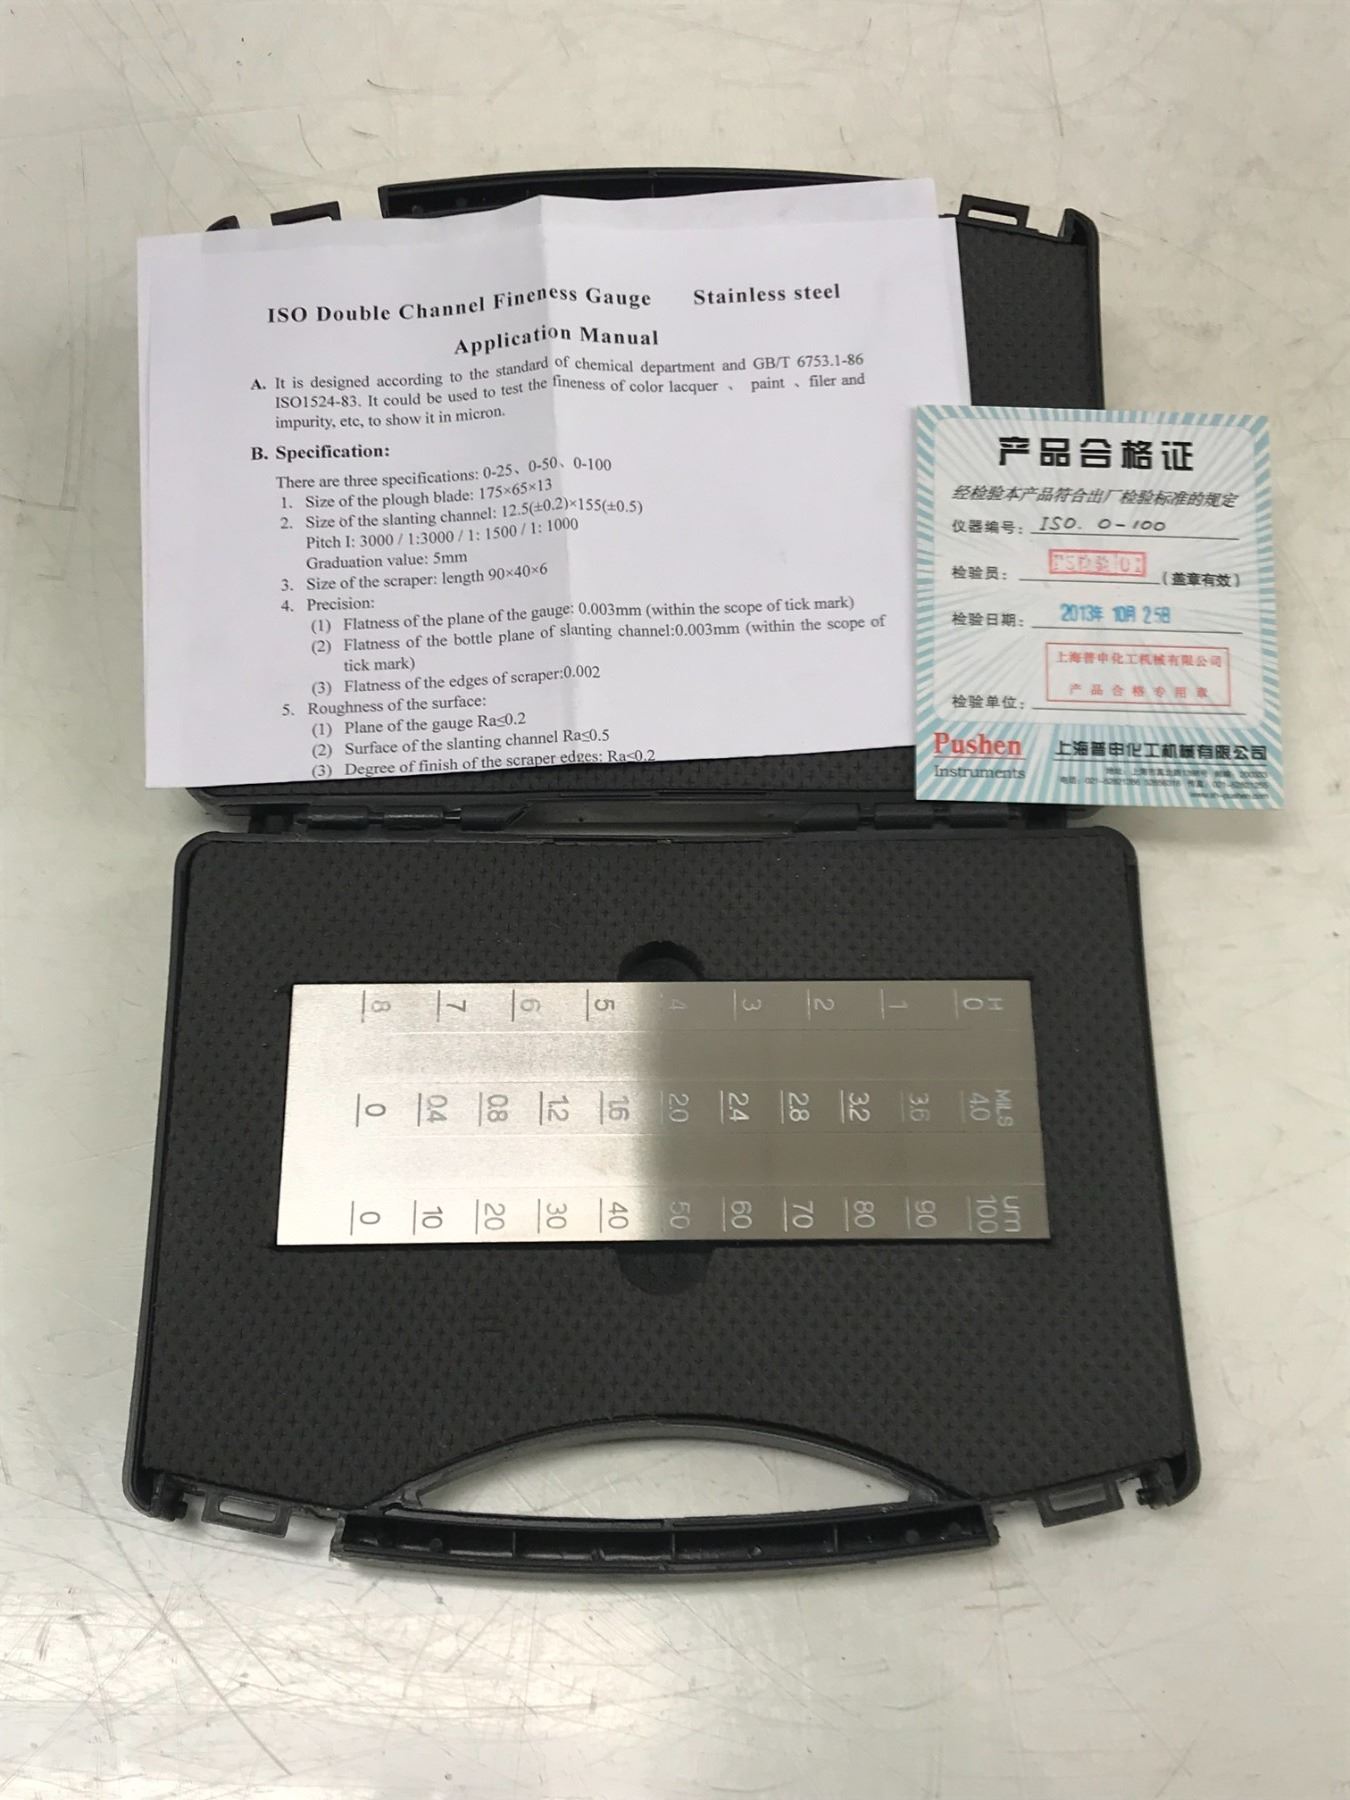 ISO Double Channel Fineness Gauge Stainless steel
Application Manual
A. It is designed according to the standard of chemical department and GB/T 6753.1-86
ISO1524-83. It could be used to test the fineness of color lacquer 、 paint 、 filer and
impurity, etc, to show it in micron.
B. Specification:
There are three specifications: 0-25、0-50、0-100
1. Size of the plough blade: 175×65×13
2. Size of the slanting channel: 12.5(±0.2)×155(±0.5)
Pitch I: 3000 / 1:3000 / 1: 1500 / 1: 1000
Graduation value: 5mm
3. Size of the scraper: length 90×40×6
4. Precision:
(1) Flatness of the plane of the gauge: 0.003mm (within the scope of tick mark)
(2) Flatness of the bottle plane of slanting channel:0.003mm (within the scope of
tick mark)
(3) Flatness of the edges of scraper:0.002
5. Roughness of the surface:
(1) Plane of the gauge Ra≤0.2
(2) Surface of the slanting channel Ra≤0.5
(3) Degree of finish of the scraper edges: Ra≤0.2
产品合格证
经检验本产品符合出厂检验标准的规定
仪器编号: ISO. 0-100
检验员: PS检验01 (盖章有效)
检验日期: 2013年 10月 25日
上海普申化工机械有限公司
产品合格专用章
检验单位:
Pushen 上海普申化工机械有限公司
Instruments
8 7 6 5 4 3 2 1 0 H
0 0.4 0.8 1.2 1.6 2.0 2.4 2.8 3.2 3.6 4.0 MILS
0 10 20 30 40 50 60 70 80 90 100 um